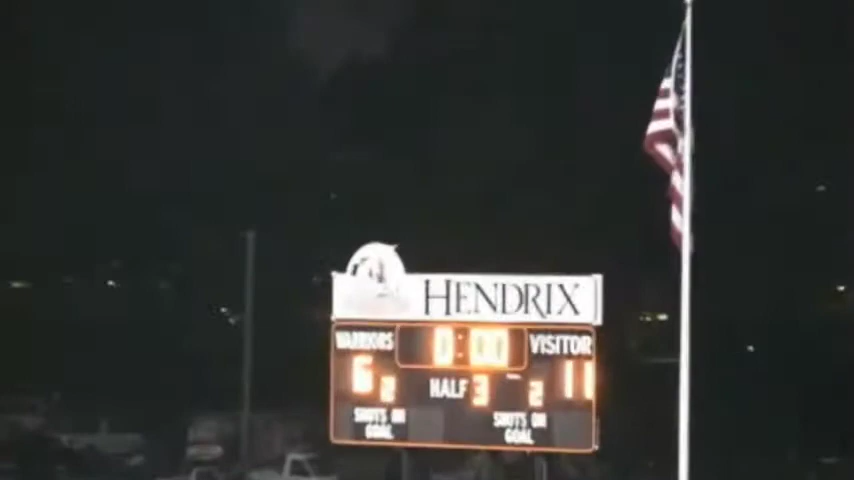 HENDRIX
WARRIORS 0:00 VISITOR
6 2 HALF 3 2 11
SHOTS ON GOAL SHOTS ON GOAL